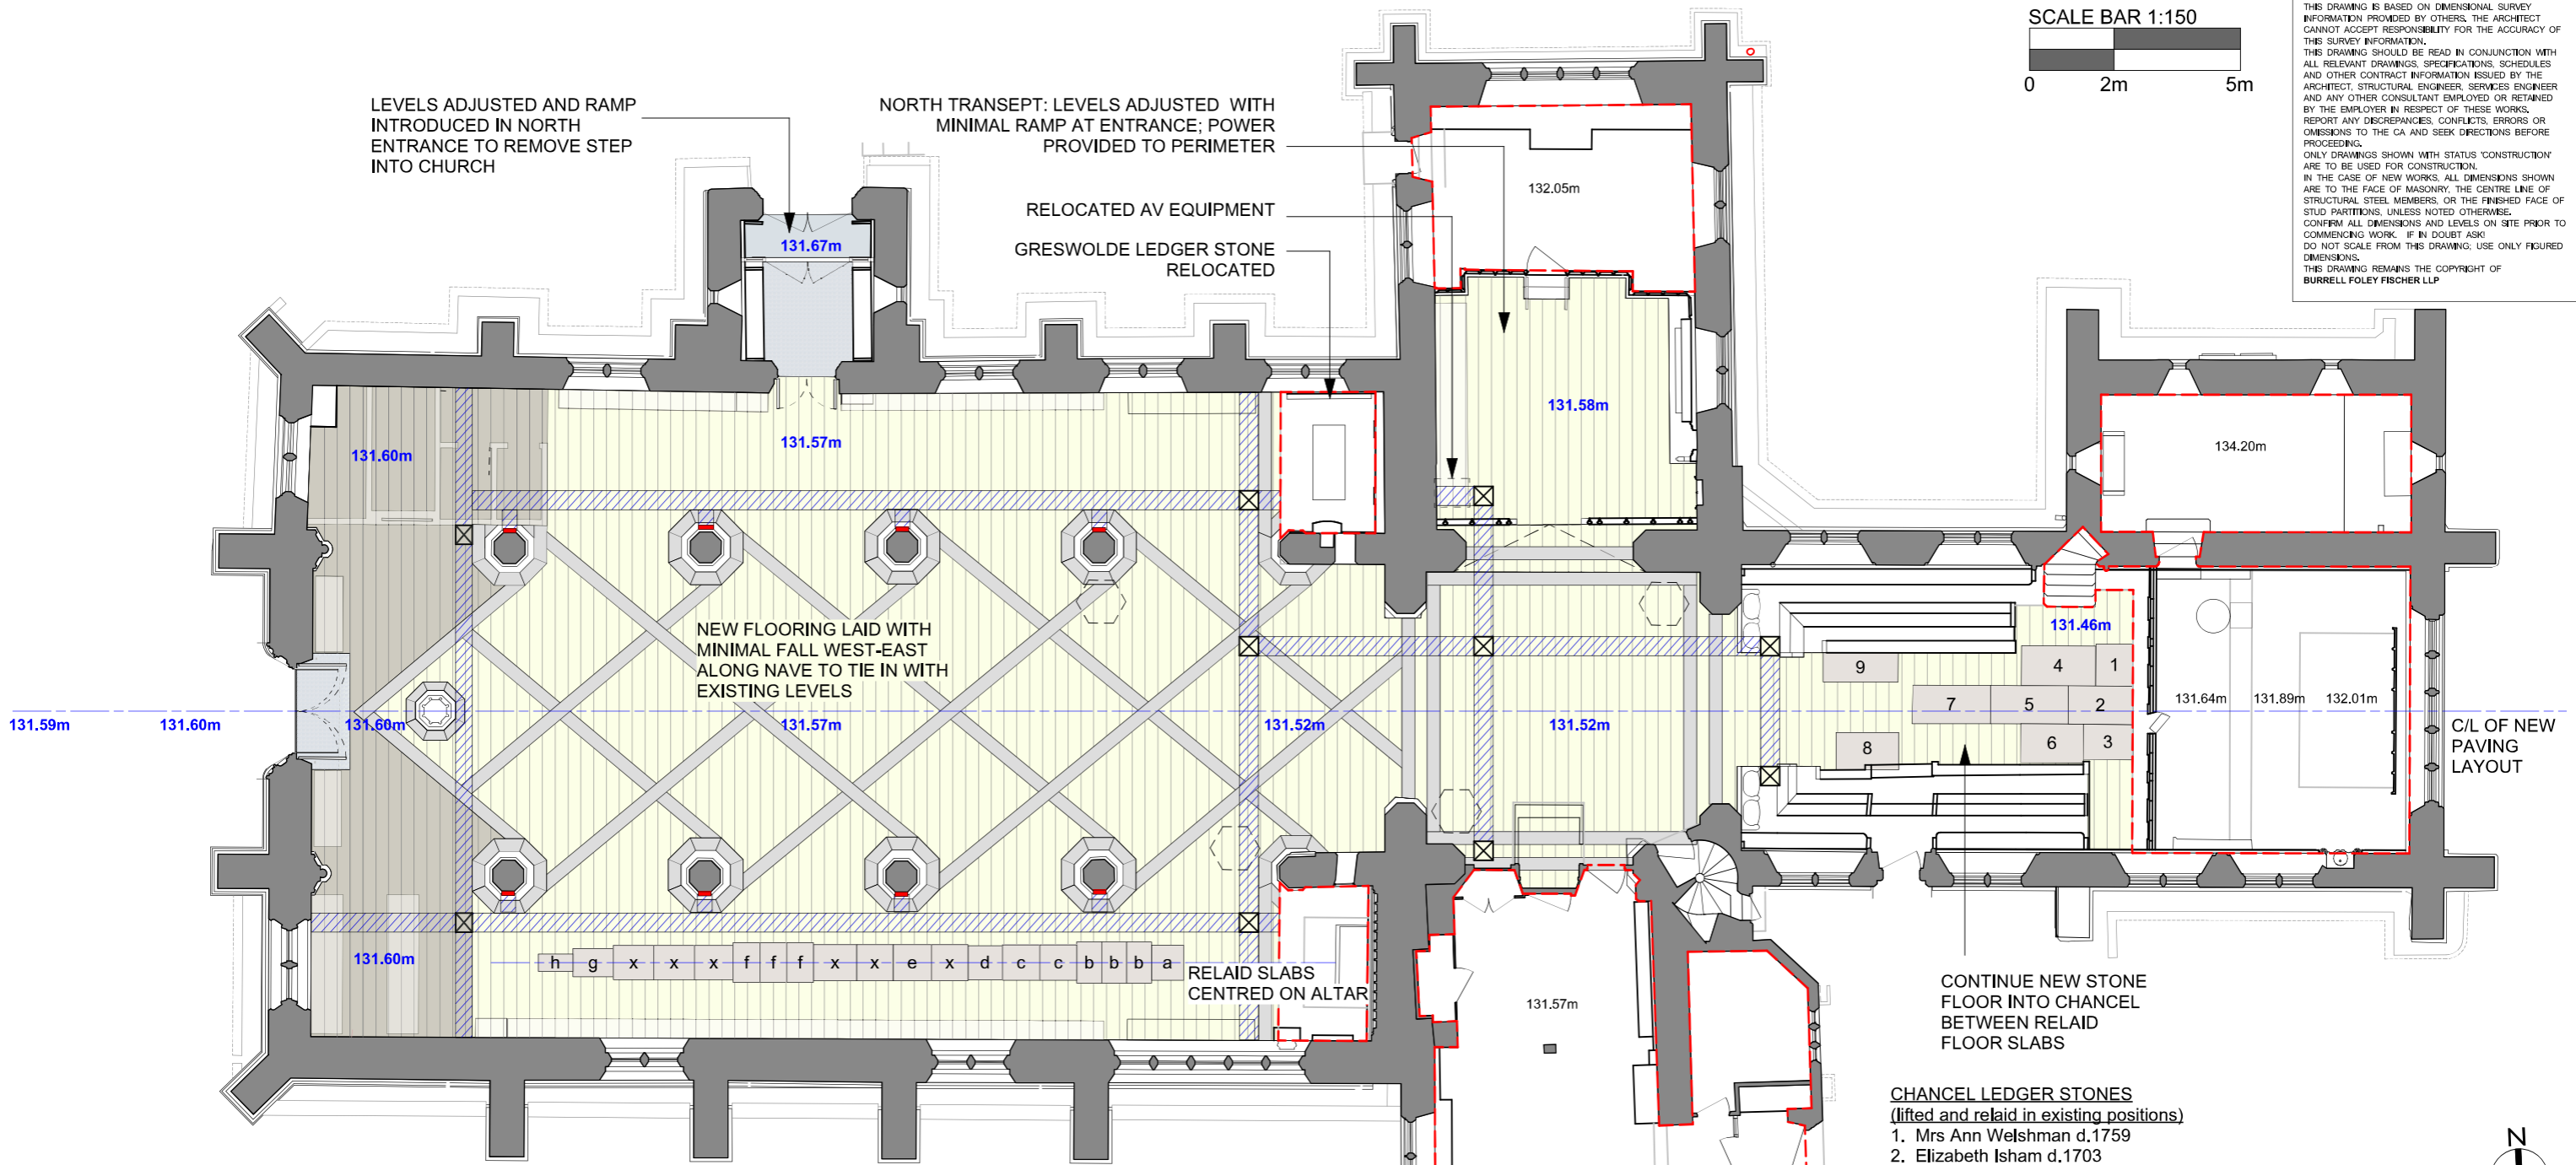 SCALE BAR 1:150
0 2m 5m
THIS DRAWING IS BASED ON DIMENSIONAL SURVEY
INFORMATION PROVIDED BY OTHERS. THE ARCHITECT
CANNOT ACCEPT RESPONSIBILITY FOR THE ACCURACY OF
THIS SURVEY INFORMATION.
THIS DRAWING SHOULD BE READ IN CONJUNCTION WITH
ALL RELEVANT DRAWINGS, SPECIFICATIONS, SCHEDULES
AND OTHER CONTRACT INFORMATION ISSUED BY THE
ARCHITECT, STRUCTURAL ENGINEER, SERVICES ENGINEER
AND ANY OTHER CONSULTANT EMPLOYED OR RETAINED
BY THE EMPLOYER IN RESPECT OF THESE WORKS.
REPORT ANY DISCREPANCIES, CONFLICTS, ERRORS OR
OMISSIONS TO THE CA AND SEEK DIRECTIONS BEFORE
PROCEEDING.
ONLY DRAWINGS SHOWN WITH STATUS 'CONSTRUCTION'
ARE TO BE USED FOR CONSTRUCTION.
IN THE CASE OF NEW WORKS, ALL DIMENSIONS SHOWN
ARE TO THE FACE OF MASONRY, THE CENTRE LINE OF
STRUCTURAL STEEL MEMBERS, OR THE FINISHED FACE OF
STUD PARTITIONS, UNLESS NOTED OTHERWISE.
CONFIRM ALL DIMENSIONS AND LEVELS ON SITE PRIOR TO
COMMENCING WORK. IF IN DOUBT ASK!
DO NOT SCALE FROM THIS DRAWING; USE ONLY FIGURED
DIMENSIONS.
THIS DRAWING REMAINS THE COPYRIGHT OF
BURRELL FOLEY FISCHER LLP
LEVELS ADJUSTED AND RAMP
INTRODUCED IN NORTH
ENTRANCE TO REMOVE STEP
INTO CHURCH
NORTH TRANSEPT: LEVELS ADJUSTED WITH
MINIMAL RAMP AT ENTRANCE; POWER
PROVIDED TO PERIMETER
RELOCATED AV EQUIPMENT
GRESWOLDE LEDGER STONE
RELOCATED
132.05m
131.67m
131.58m
131.57m
131.60m
134.20m
NEW FLOORING LAID WITH
MINIMAL FALL WEST-EAST
ALONG NAVE TO TIE IN WITH
EXISTING LEVELS
131.46m
9
4 1
7 5 2
8 6 3
131.59m 131.60m 131.60m 131.57m 131.52m 131.52m
131.64m 131.89m 132.01m
C/L OF NEW
PAVING
LAYOUT
131.60m
h g x x x f f f x x e x d c c b b b a
RELAID SLABS
CENTRED ON ALTAR
131.57m
CONTINUE NEW STONE
FLOOR INTO CHANCEL
BETWEEN RELAID
FLOOR SLABS
CHANCEL LEDGER STONES
(lifted and relaid in existing positions)
1. Mrs Ann Welshman d.1759
2. Elizabeth Isham d.1703
N